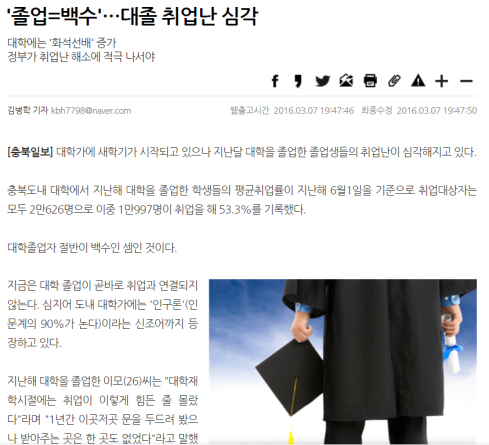 '졸업=백수'…대졸 취업난 심각
대학에는 '화석선배' 증가
정부가 취업난 해소에 적극 나서야
김병학 기자 kbh7798@naver.com
웹출고시간 2016.03.07 19:47:46 최종수정 2016.03.07 19:47:50
[충북일보] 대학가에 새학기가 시작되고 있으나 지난달 대학을 졸업한 졸업생들의 취업난이 심각해지고 있다.
충북도내 대학에서 지난해 대학을 졸업한 학생들의 평균취업률이 지난해 6월1일을 기준으로 취업대상자는
모두 2만626명으로 이중 1만997명이 취업을 해 53.3%를 기록했다.
대학졸업자 절반이 백수인 셈인 것이다.
지금은 대학 졸업이 곧바로 취업과 연결되지
않는다. 심지어 도내 대학가에는 '인구론'(인
문계의 90%가 논다)이라는 신조어까지 등
장하고 있다.
지난해 대학을 졸업한 이모(26)씨는 "대학재
학시절에는 취업이 이렇게 힘든 줄 몰랐
다"라며 "1년간 이곳저곳 문을 두드려 봤으
나 받아주는 곳은 한 곳도 없었다"라고 말했